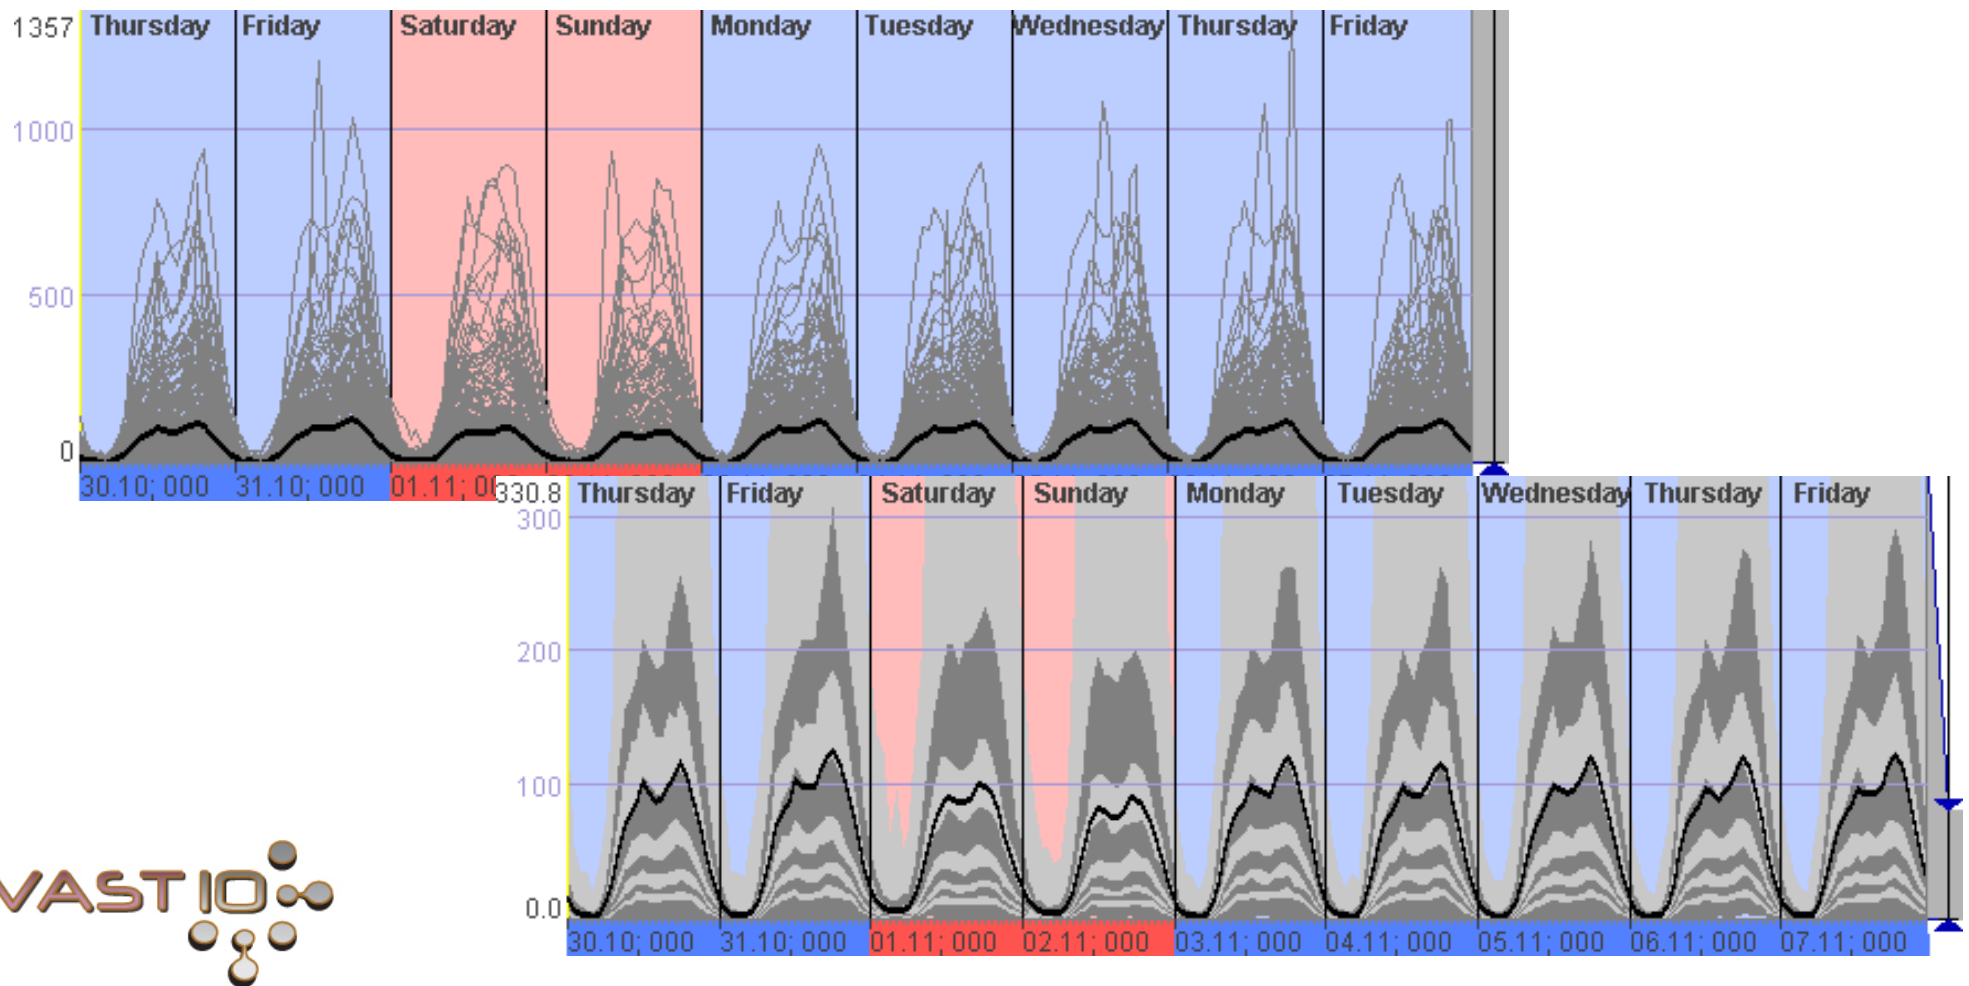 1357 Thursday Friday Saturday Sunday Monday Tuesday Wednesday Thursday Friday
1000
500
0
30.10; 000 31.10; 000 01.11; 00
330.8 Thursday Friday Saturday Sunday Monday Tuesday Wednesday Thursday Friday
300
200
100
0.0
30.10; 000 31.10; 000 01.11; 000 02.11; 000 03.11; 000 04.11; 000 05.11; 000 06.11; 000 07.11; 000
VAST 10